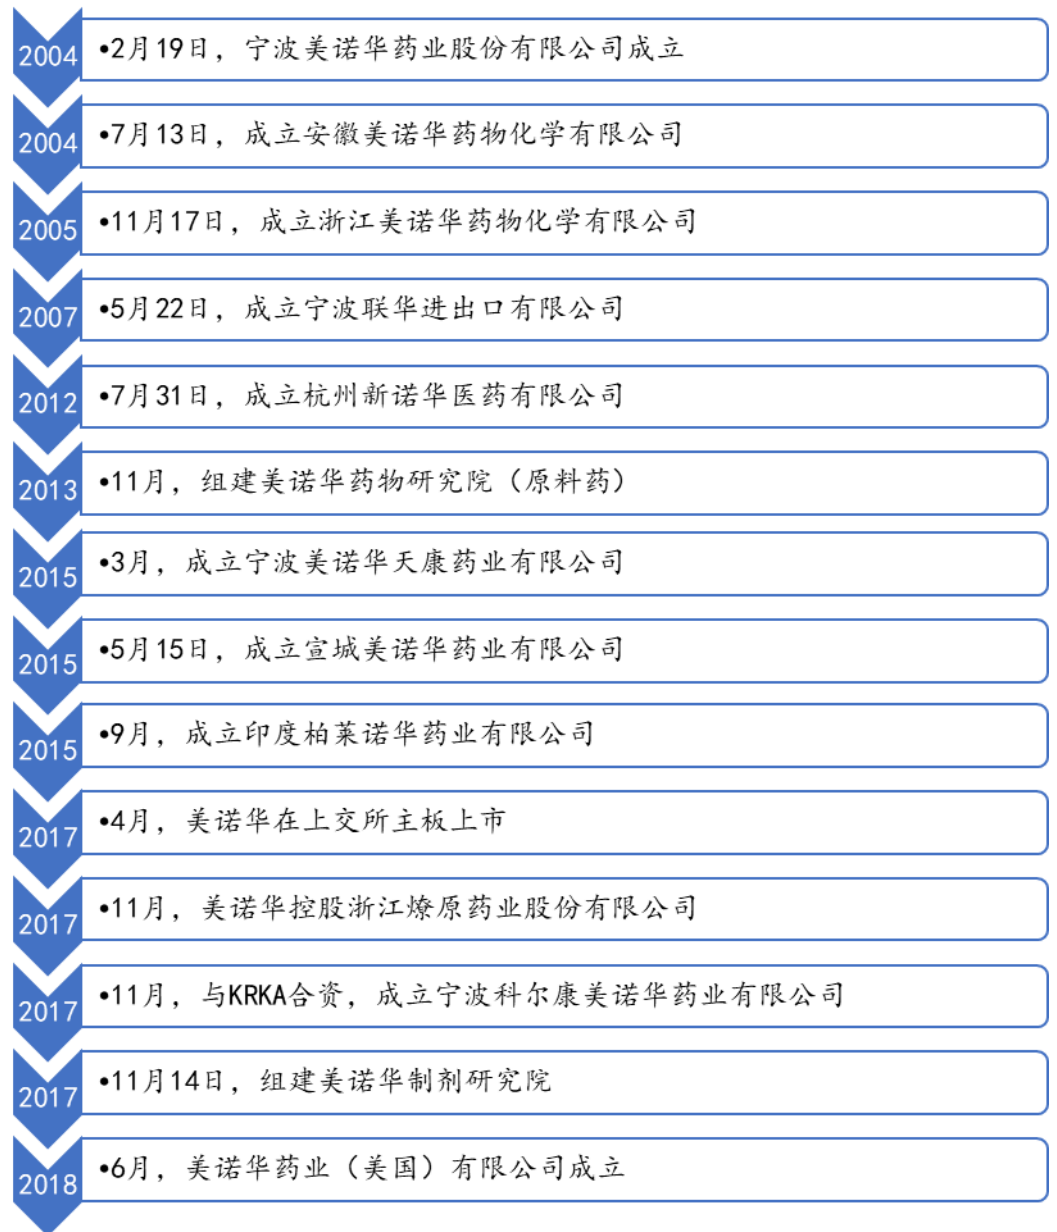 2004
•2月19日，宁波美诺华药业股份有限公司成立
2004
•7月13日，成立安徽美诺华药物化学有限公司
2005
•11月17日，成立浙江美诺华药物化学有限公司
2007
•5月22日，成立宁波联华进出口有限公司
2012
•7月31日，成立杭州新诺华医药有限公司
2013
•11月，组建美诺华药物研究院（原料药）
2015
•3月，成立宁波美诺华天康药业有限公司
2015
•5月15日，成立宣城美诺华药业有限公司
2015
•9月，成立印度柏莱诺华药业有限公司
2017
•4月，美诺华在上交所主板上市
2017
•11月，美诺华控股浙江燎原药业股份有限公司
2017
•11月，与KRKA合资，成立宁波科尔康美诺华药业有限公司
2017
•11月14日，组建美诺华制剂研究院
2018
•6月，美诺华药业（美国）有限公司成立